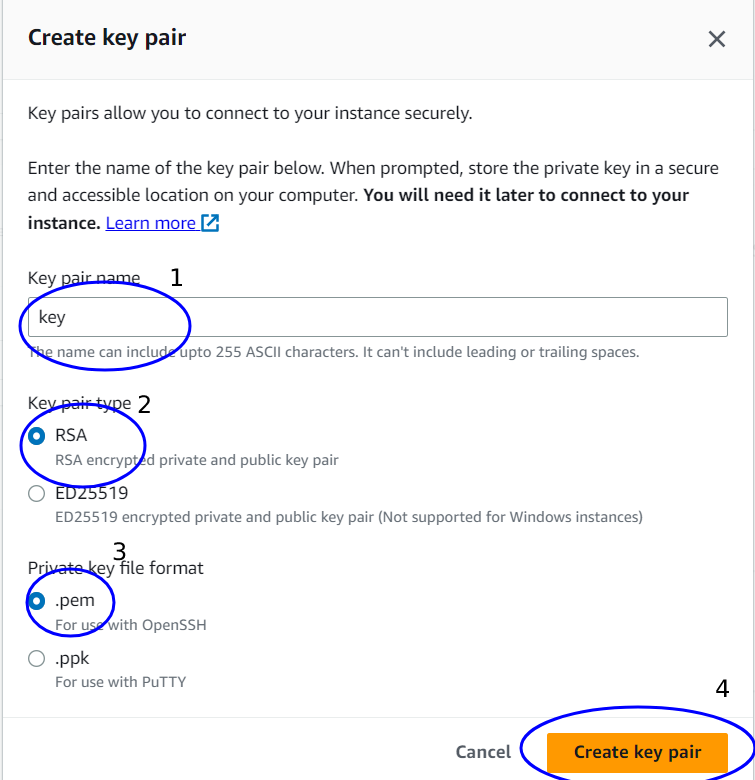 Create key pair
Key pairs allow you to connect to your instance securely.
Enter the name of the key pair below. When prompted, store the private key in a secure
and accessible location on your computer. You will need it later to connect to your
instance. Learn more
Key pair name 1
key
The name can include upto 255 ASCII characters. It can't include leading or trailing spaces.
Key pair type 2
RSA
RSA encrypted private and public key pair
ED25519
ED25519 encrypted private and public key pair (Not supported for Windows instances)
3
Private key file format
.pem
For use with OpenSSH
.ppk
For use with PuTTY
4
Cancel Create key pair